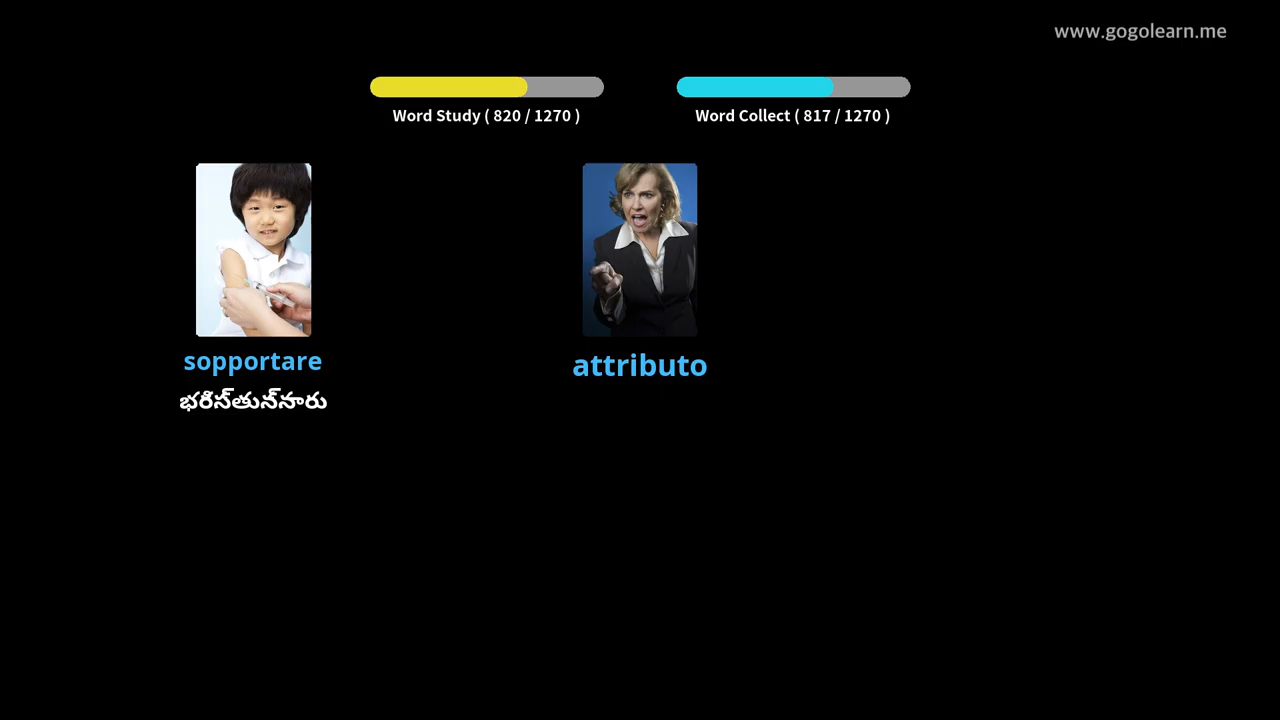 www.gogolearn.me
Word Study ( 820 / 1270 )
Word Collect ( 817 / 1270 )
sopportare
భరిస్‌తున్‌నారు
attributo